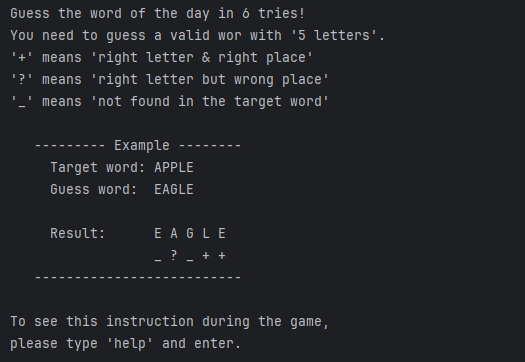 Guess the word of the day in 6 tries!
You need to guess a valid wor with '5 letters'.
'+' means 'right letter & right place'
'?' means 'right letter but wrong place'
'_' means 'not found in the target word'
--------- Example --------
Target word: APPLE
Guess word:  EAGLE
Result:      E A G L E
_ ? _ + +
--------------------------
To see this instruction during the game,
please type 'help' and enter.